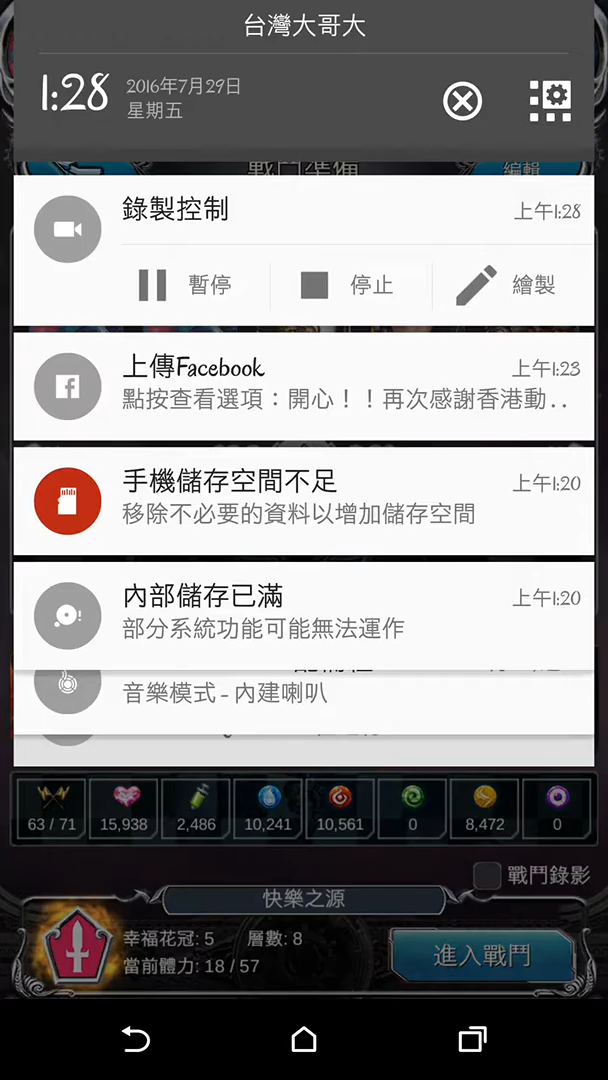 台灣大哥大
1:28
2016年7月29日
星期五
戰鬥準備
編輯
錄製控制
上午1:28
暫停
停止
繪製
上傳Facebook
上午1:23
點按查看選項：開心！！再次感謝香港動..
手機儲存空間不足
上午1:20
移除不必要的資料以增加儲存空間
內部儲存已滿
上午1:20
部分系統功能可能無法運作
音樂模式 - 內建喇叭
63 / 71
15,938
2,486
10,241
10,561
0
8,472
0
戰鬥錄影
快樂之源
幸福花冠: 5 層數: 8
當前體力: 18 / 57
進入戰鬥